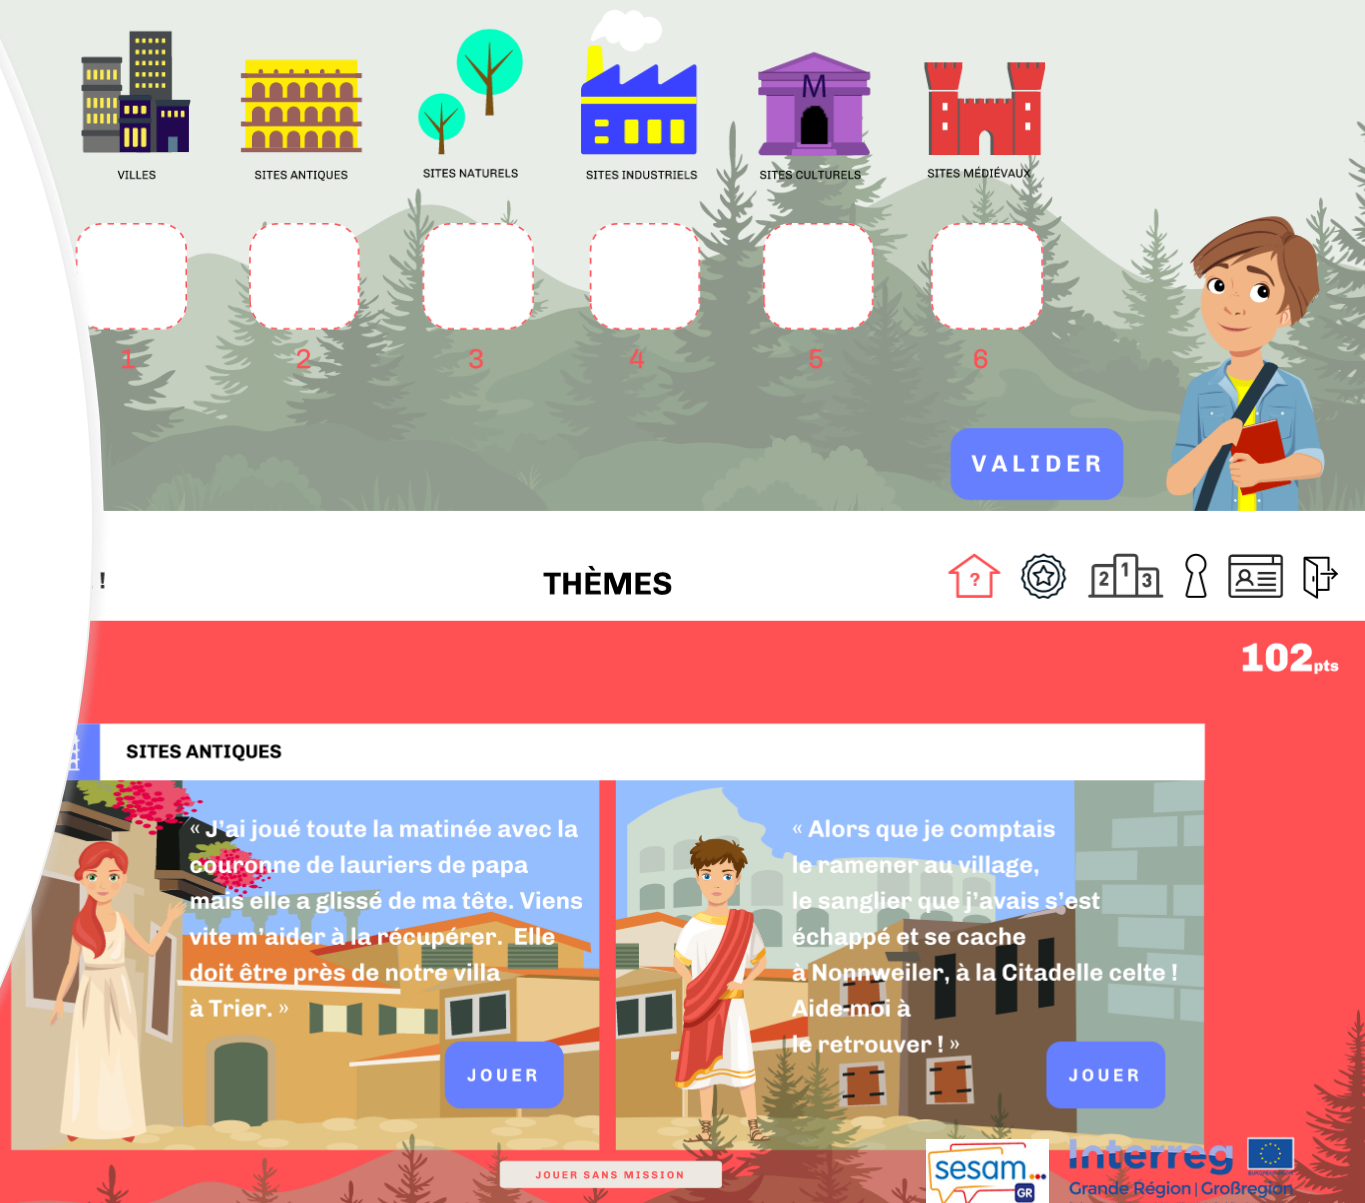 M
VILLES
SITES ANTIQUES
SITES NATURELS
SITES INDUSTRIELS
SITES CULTURELS
SITES MÉDIÉVAUX
1
2
3
4
5
6
VALIDER
!
THÈMES
?
2 1 3
102pts
SITES ANTIQUES
« J'ai joué toute la matinée avec la
couronne de lauriers de papa
mais elle a glissé de ma tête. Viens
vite m'aider à la récupérer. Elle
doit être près de notre villa
à Trier. »
JOUER
« Alors que je comptais
le ramener au village,
le sanglier que j'avais s'est
échappé et se cache
à Nonnweiler, à la Citadelle celte !
Aide-moi à
le retrouver ! »
JOUER
JOUER SANS MISSION
sesam...
GR
Interreg
Grande Région | Großregion